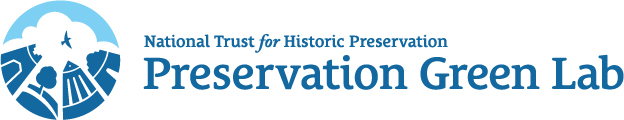 National Trust for Historic Preservation
Preservation Green Lab